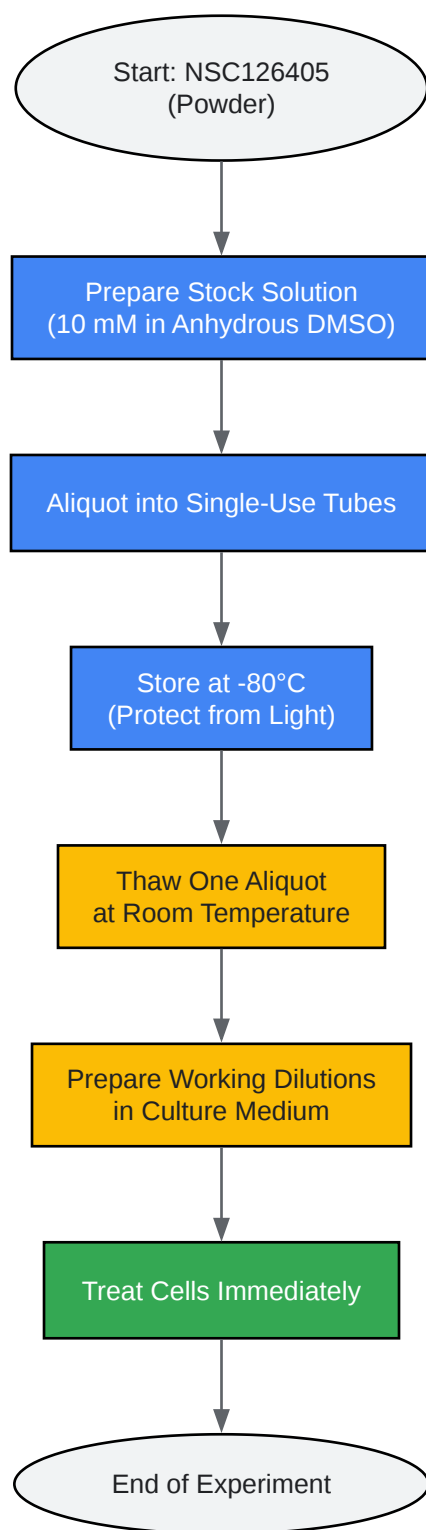 Start: NSC126405
(Powder)
Prepare Stock Solution
(10 mM in Anhydrous DMSO)
Aliquot into Single-Use Tubes
Store at -80°C
(Protect from Light)
Thaw One Aliquot
at Room Temperature
Prepare Working Dilutions
in Culture Medium
Treat Cells Immediately
End of Experiment